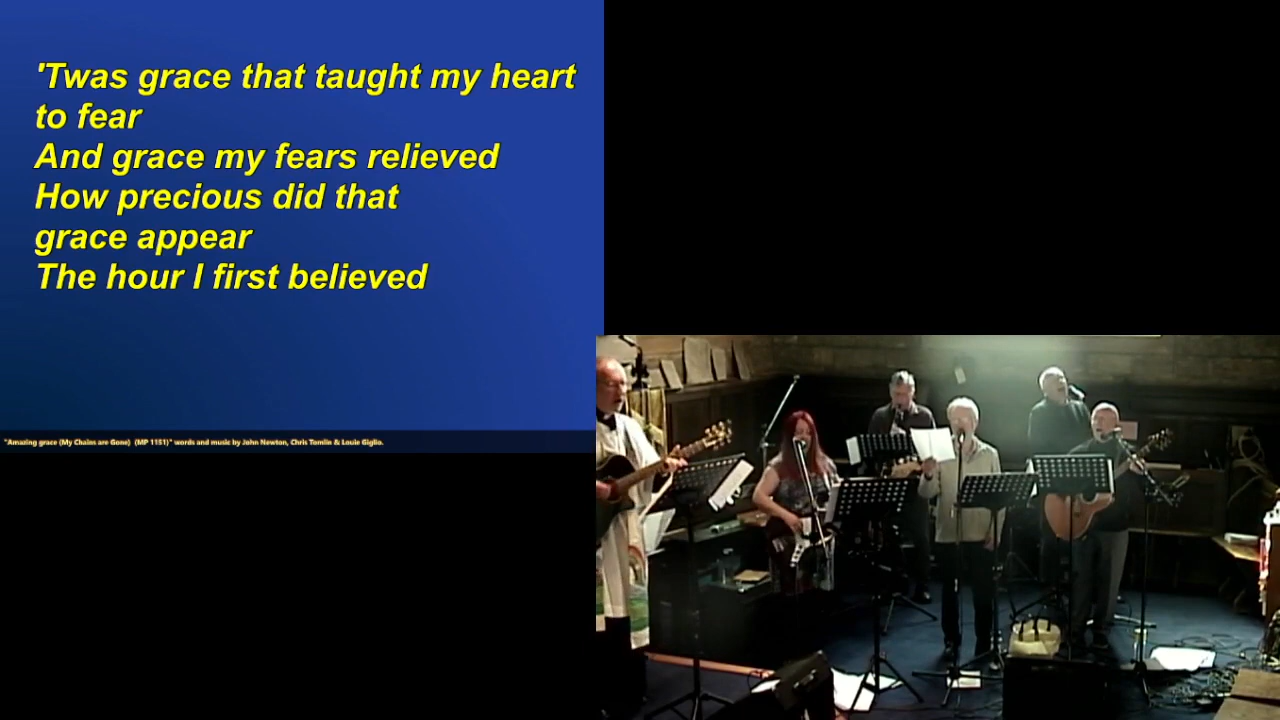 'Twas grace that taught my heart
to fear
And grace my fears relieved
How precious did that
grace appear
The hour I first believed
"Amazing grace (My Chains are Gone) (MP 1151)" words and music by John Newton, Chris Tomlin & Louie Giglio.